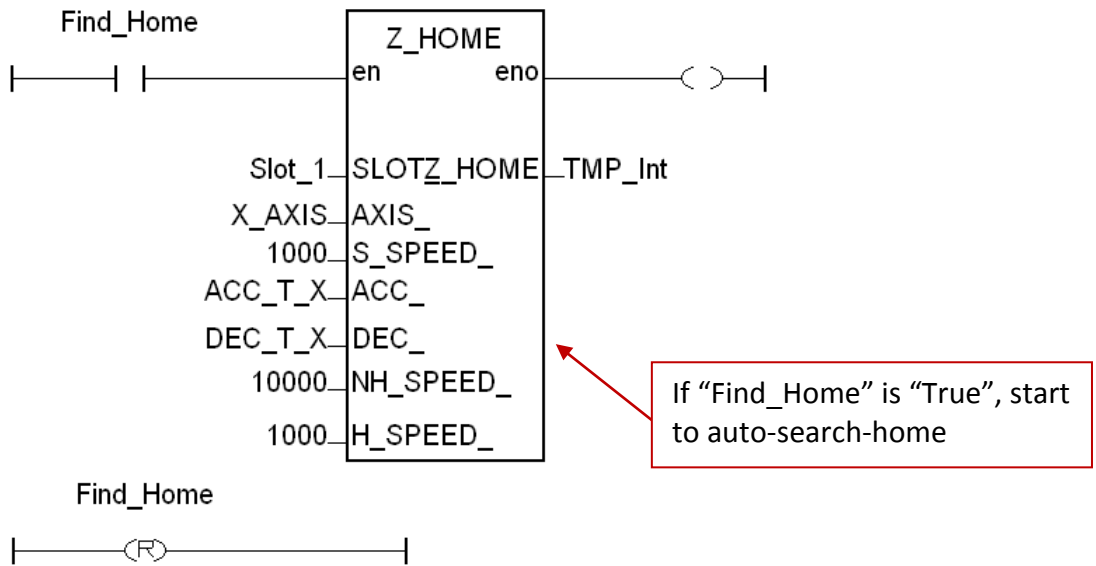 Find_Home
Z_HOME
en eno
Slot_1 SLOTZ_HOME TMP_Int
X_AXIS AXIS_
1000 S_SPEED_
ACC_T_X ACC_
DEC_T_X DEC_
10000 NH_SPEED_
1000 H_SPEED_
If “Find_Home” is “True”, start
to auto-search-home
Find_Home
(R)